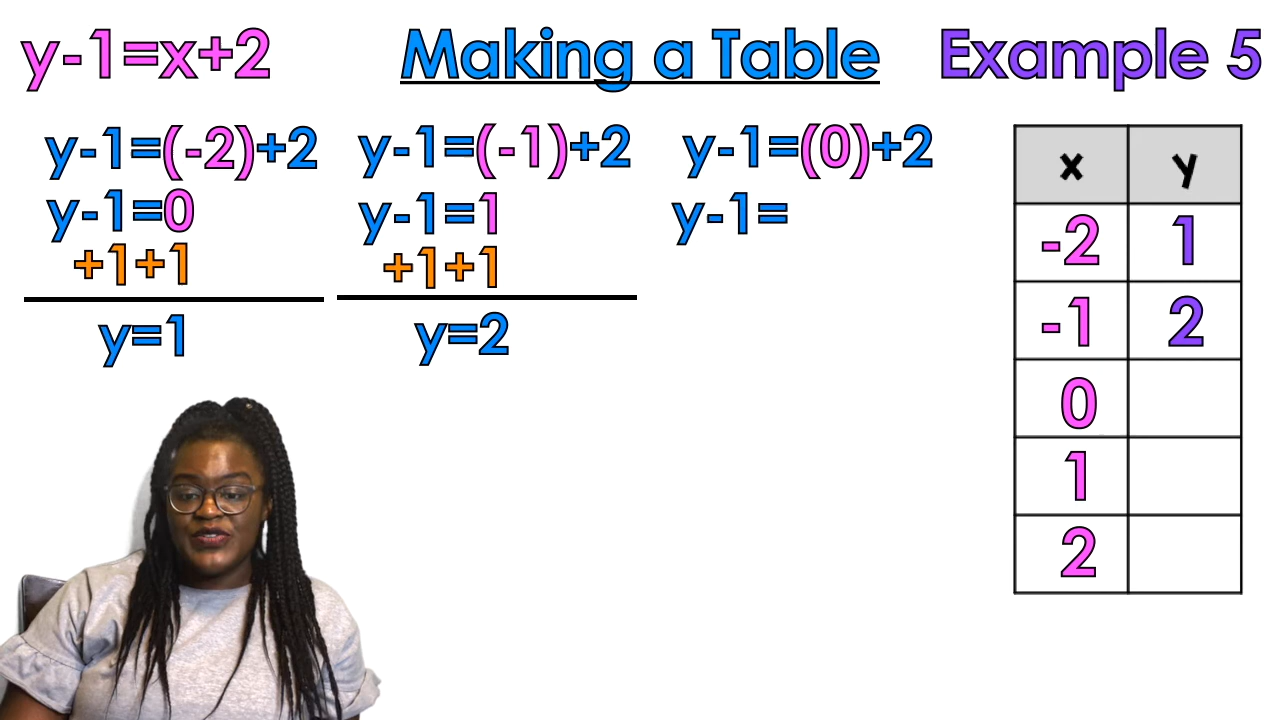 y-1=x+2
Making a Table
Example 5
y-1=(-2)+2
y-1=0
+1+1
y=1
y-1=(-1)+2
y-1=1
+1+1
y=2
y-1=(0)+2
y-1=
x y
-2 1
-1 2
0
1
2